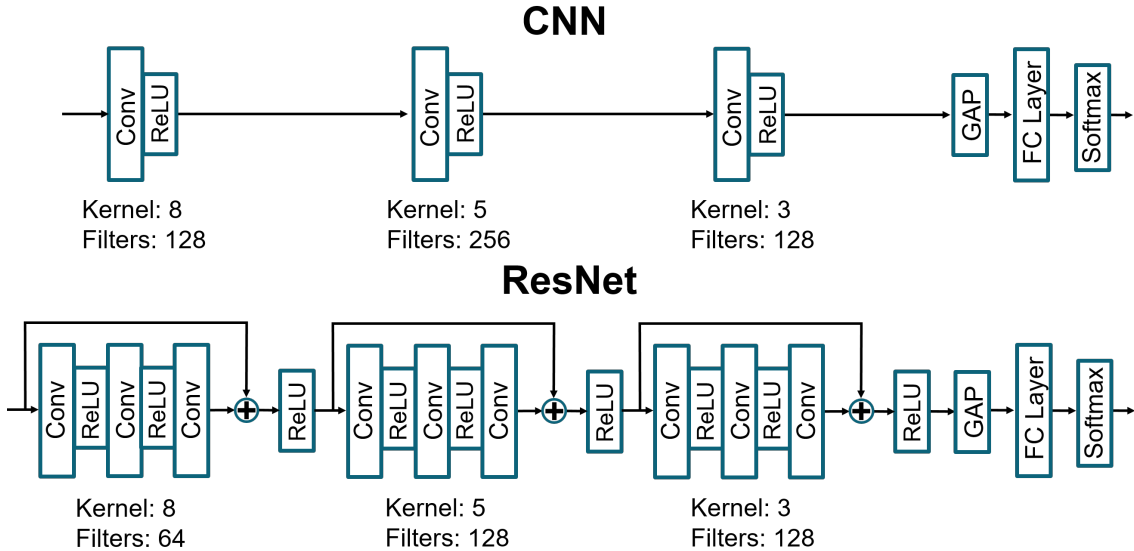 CNN
Conv
ReLU
Conv
ReLU
Conv
ReLU
GAP
FC Layer
Softmax
Kernel: 8
Filters: 128
Kernel: 5
Filters: 256
Kernel: 3
Filters: 128
ResNet
Conv
ReLU
Conv
ReLU
Conv
+
ReLU
Conv
ReLU
Conv
ReLU
Conv
+
ReLU
Conv
ReLU
Conv
ReLU
Conv
+
ReLU
GAP
FC Layer
Softmax
Kernel: 8
Filters: 64
Kernel: 5
Filters: 128
Kernel: 3
Filters: 128